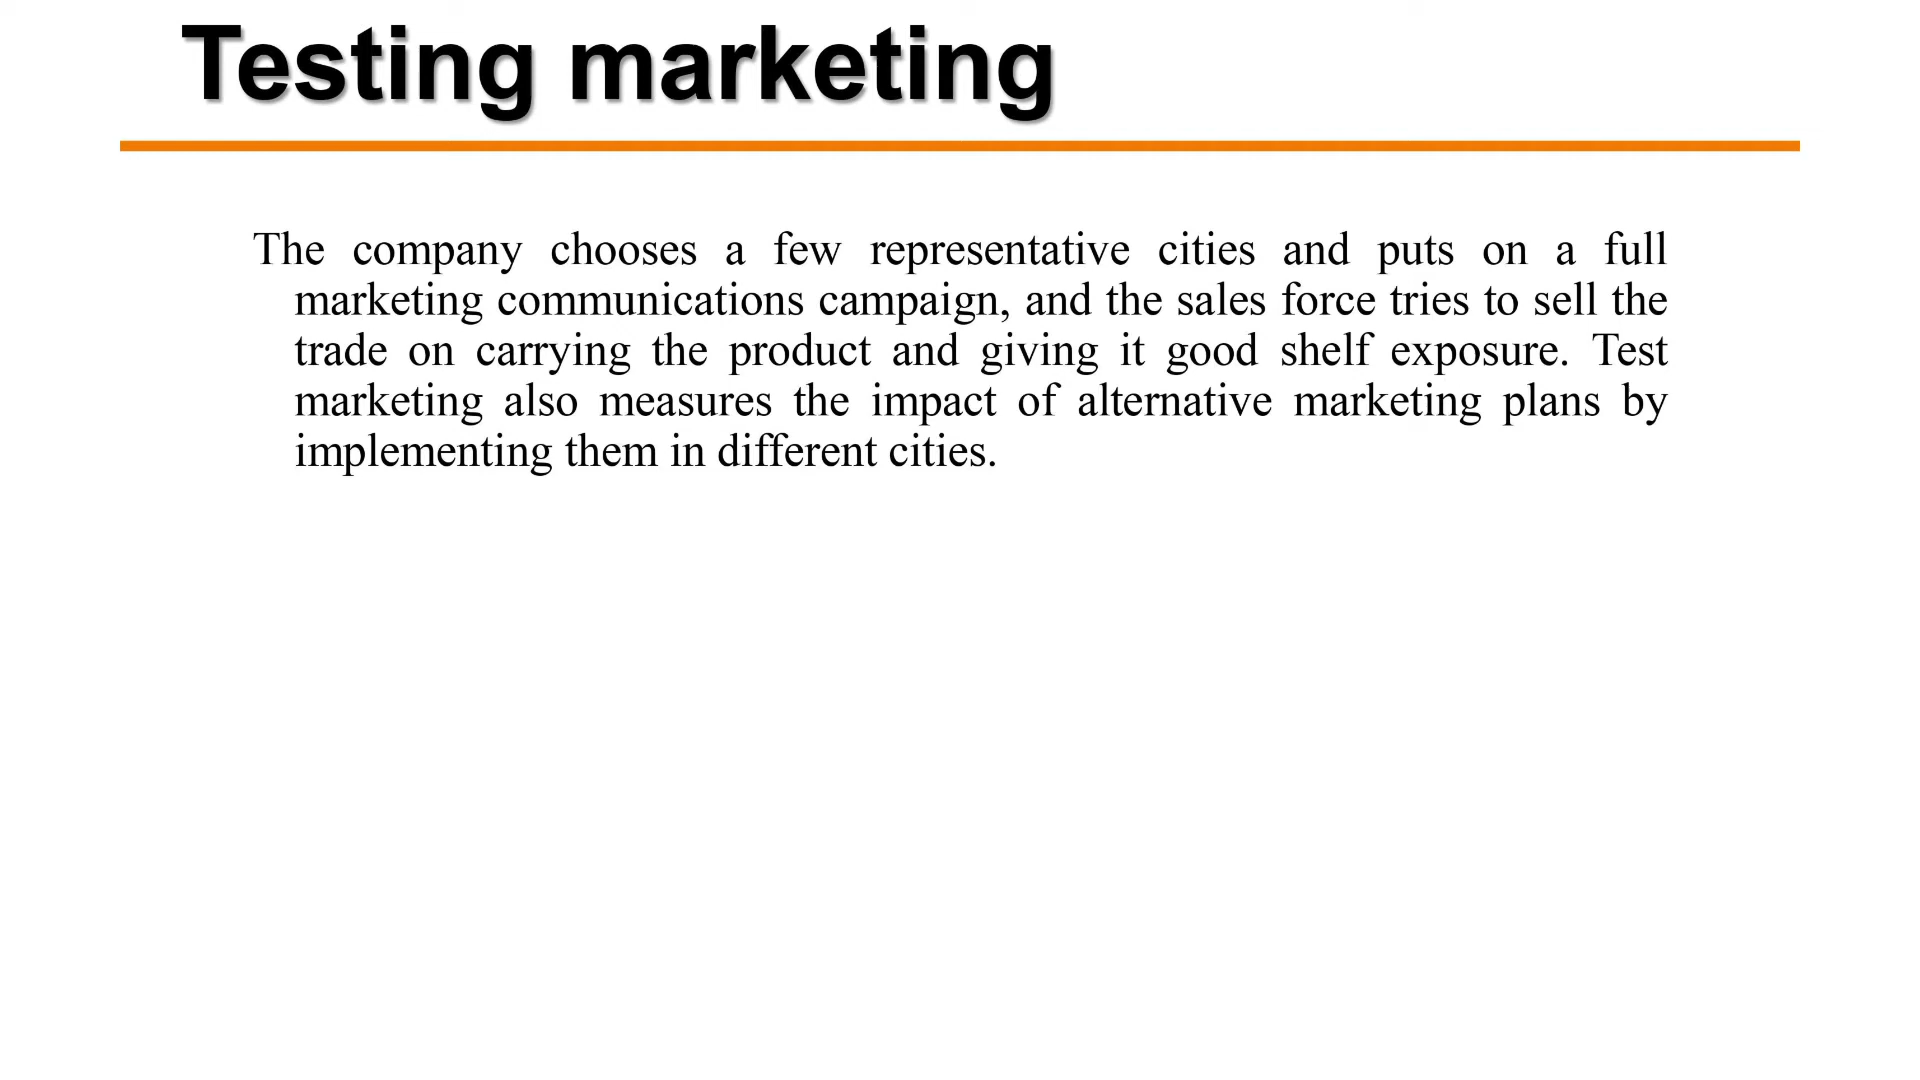 Testing marketing
The company chooses a few representative cities and puts on a full
marketing communications campaign, and the sales force tries to sell the
trade on carrying the product and giving it good shelf exposure. Test
marketing also measures the impact of alternative marketing plans by
implementing them in different cities.